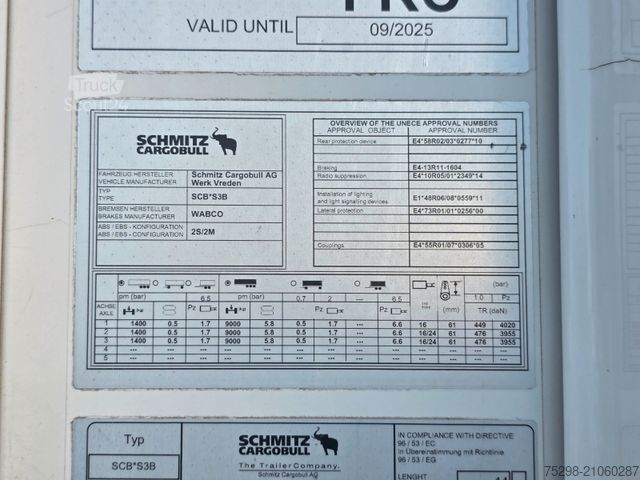 PRO
VALID UNTIL 09/2025
Truck
Scout24
SCHMITZ
CARGOBULL
FAHRZEUG HERSTELLER
VEHICLE MANUFACTURER
Schmitz Cargobull AG
Werk Vreden
TYP
TYPE
SCB*S3B
BREMSEN HERSTELLER
BRAKES MANUFACTURER
WABCO
ABS / EBS - KONFIGURATION
ABS / EBS - CONFIGURATION
2S/2M
OVERVIEW OF THE UNECE APPROVAL NUMBERS
APPROVAL OBJECT APPROVAL NUMBER
Rear protection device E4*58R02/03*0277*10
Braking E4-13R11-1604
Radio suppression E4*10R05/01*2349*14
Installation of lighting
and light signalling devices E1*48R06/08*0559*11
Lateral protection E4*73R01/01*0256*00
Couplings E4*55R01/07*0306*05
(bar)
pm (bar) 6.5 pm (bar) 0.7 2 --- 6.5 (mm) 1.0 Pz
ACHSE
AXLE
Pz Pz TR (daN)
1 1400 0.5 1.7 9000 5.8 0.5 1.7 --- 6.6 16 61 449 4020
2 1400 0.5 1.7 9000 5.8 0.5 1.7 --- 6.6 16/24 61 476 3955
3 1400 0.5 1.7 9000 5.8 0.5 1.7 --- 6.6 16/24 61 476 3955
4 --- --- --- --- --- --- --- --- --- --- --- --- ---
5 --- --- --- --- --- --- --- --- --- --- --- --- ---
Typ
SCB*S3B
SCHMITZ
CARGOBULL
The Trailer Company.
Schmitz Cargobull AG
IN COMPLIANCE WITH DIRECTIVE
96 / 53 / EC
in Übereinstimmung mit Richtlinie
96 / 53 / EG
LENGHT
75298-21060287